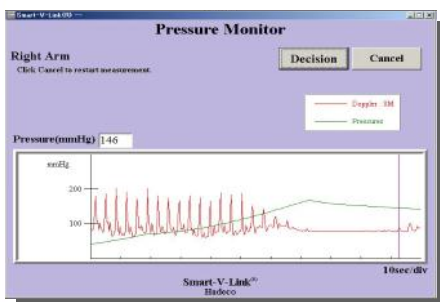 Smart-V-Link(R)
Pressure Monitor
Right Arm
Decision
Cancel
Click Cancel to restart measurement.
Doppler
Pressures
Pressure(mmHg) 146
mmHg
200
100
10sec/div
Smart-V-Link(R)
Hadeco